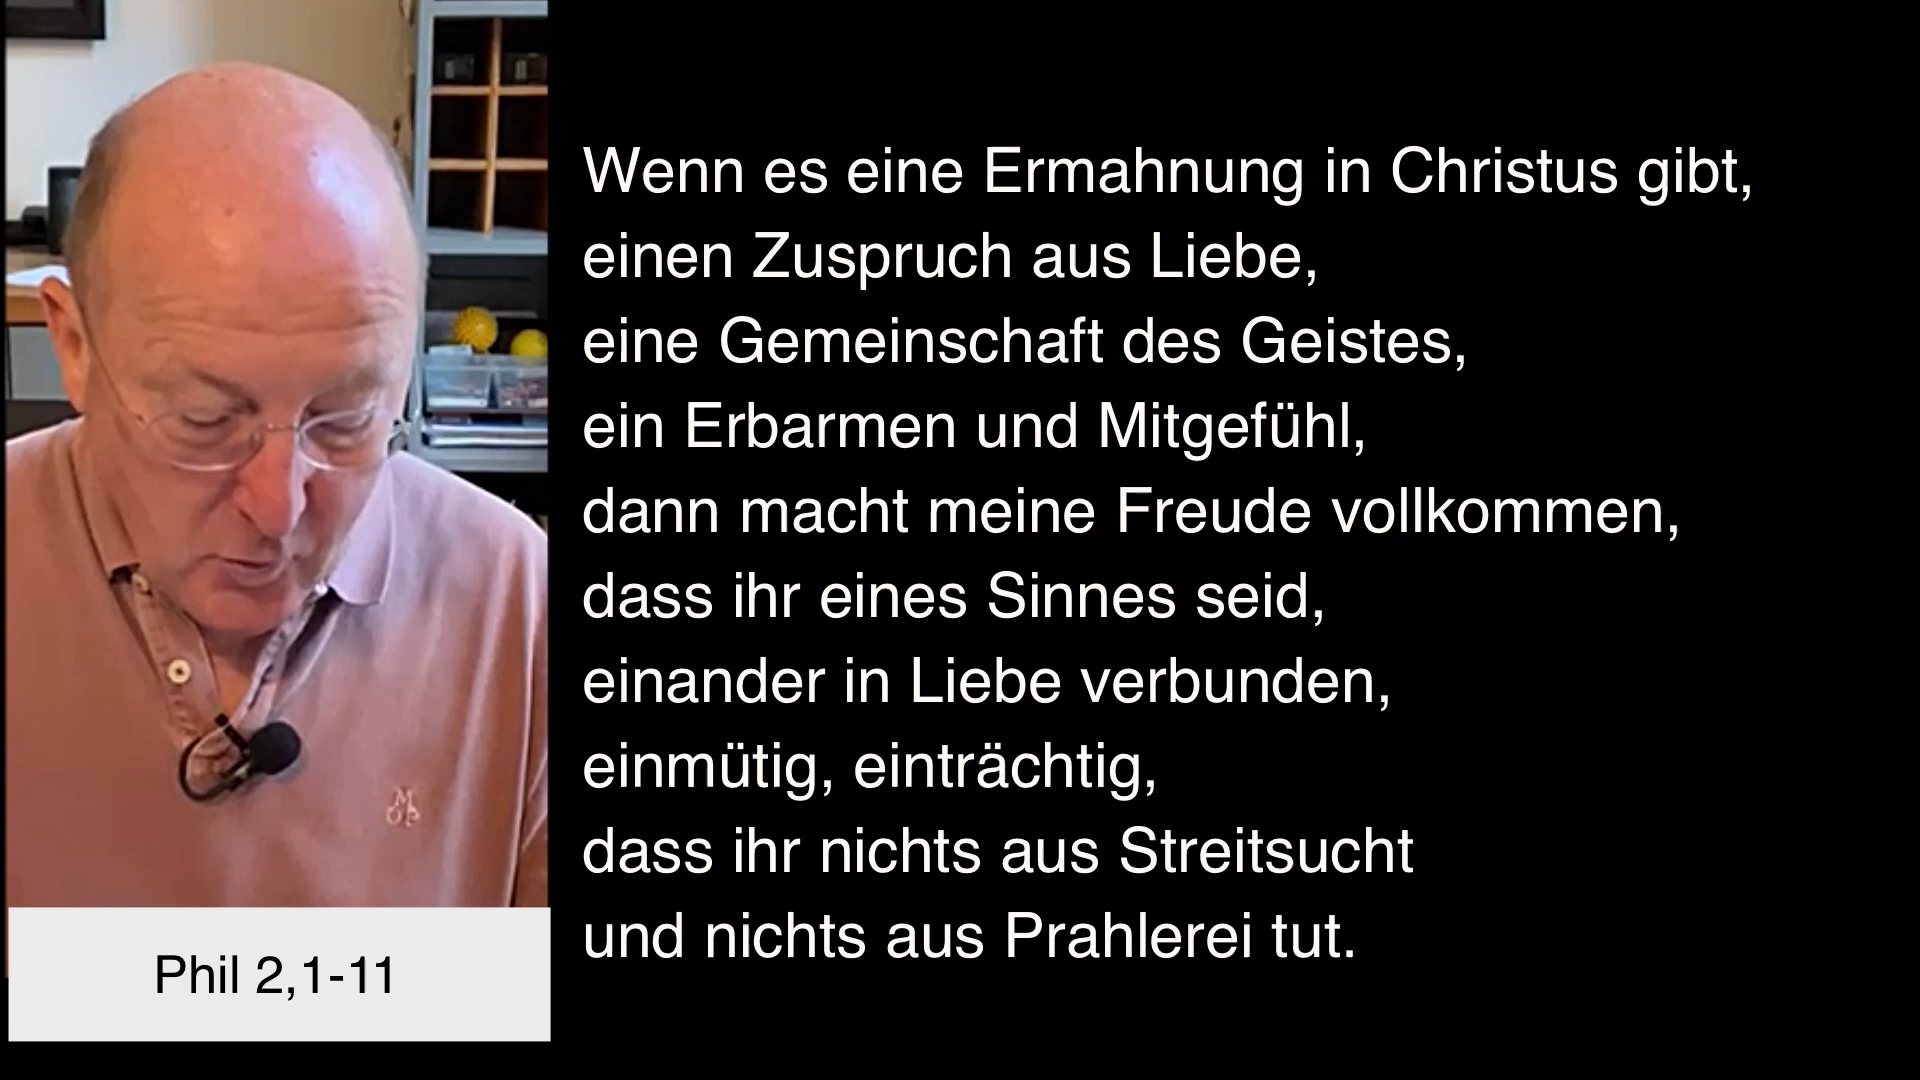 Wenn es eine Ermahnung in Christus gibt,
einen Zuspruch aus Liebe,
eine Gemeinschaft des Geistes,
ein Erbarmen und Mitgefühl,
dann macht meine Freude vollkommen,
dass ihr eines Sinnes seid,
einander in Liebe verbunden,
einmütig, einträchtig,
dass ihr nichts aus Streitsucht
und nichts aus Prahlerei tut.
M
OP
Phil 2,1-11